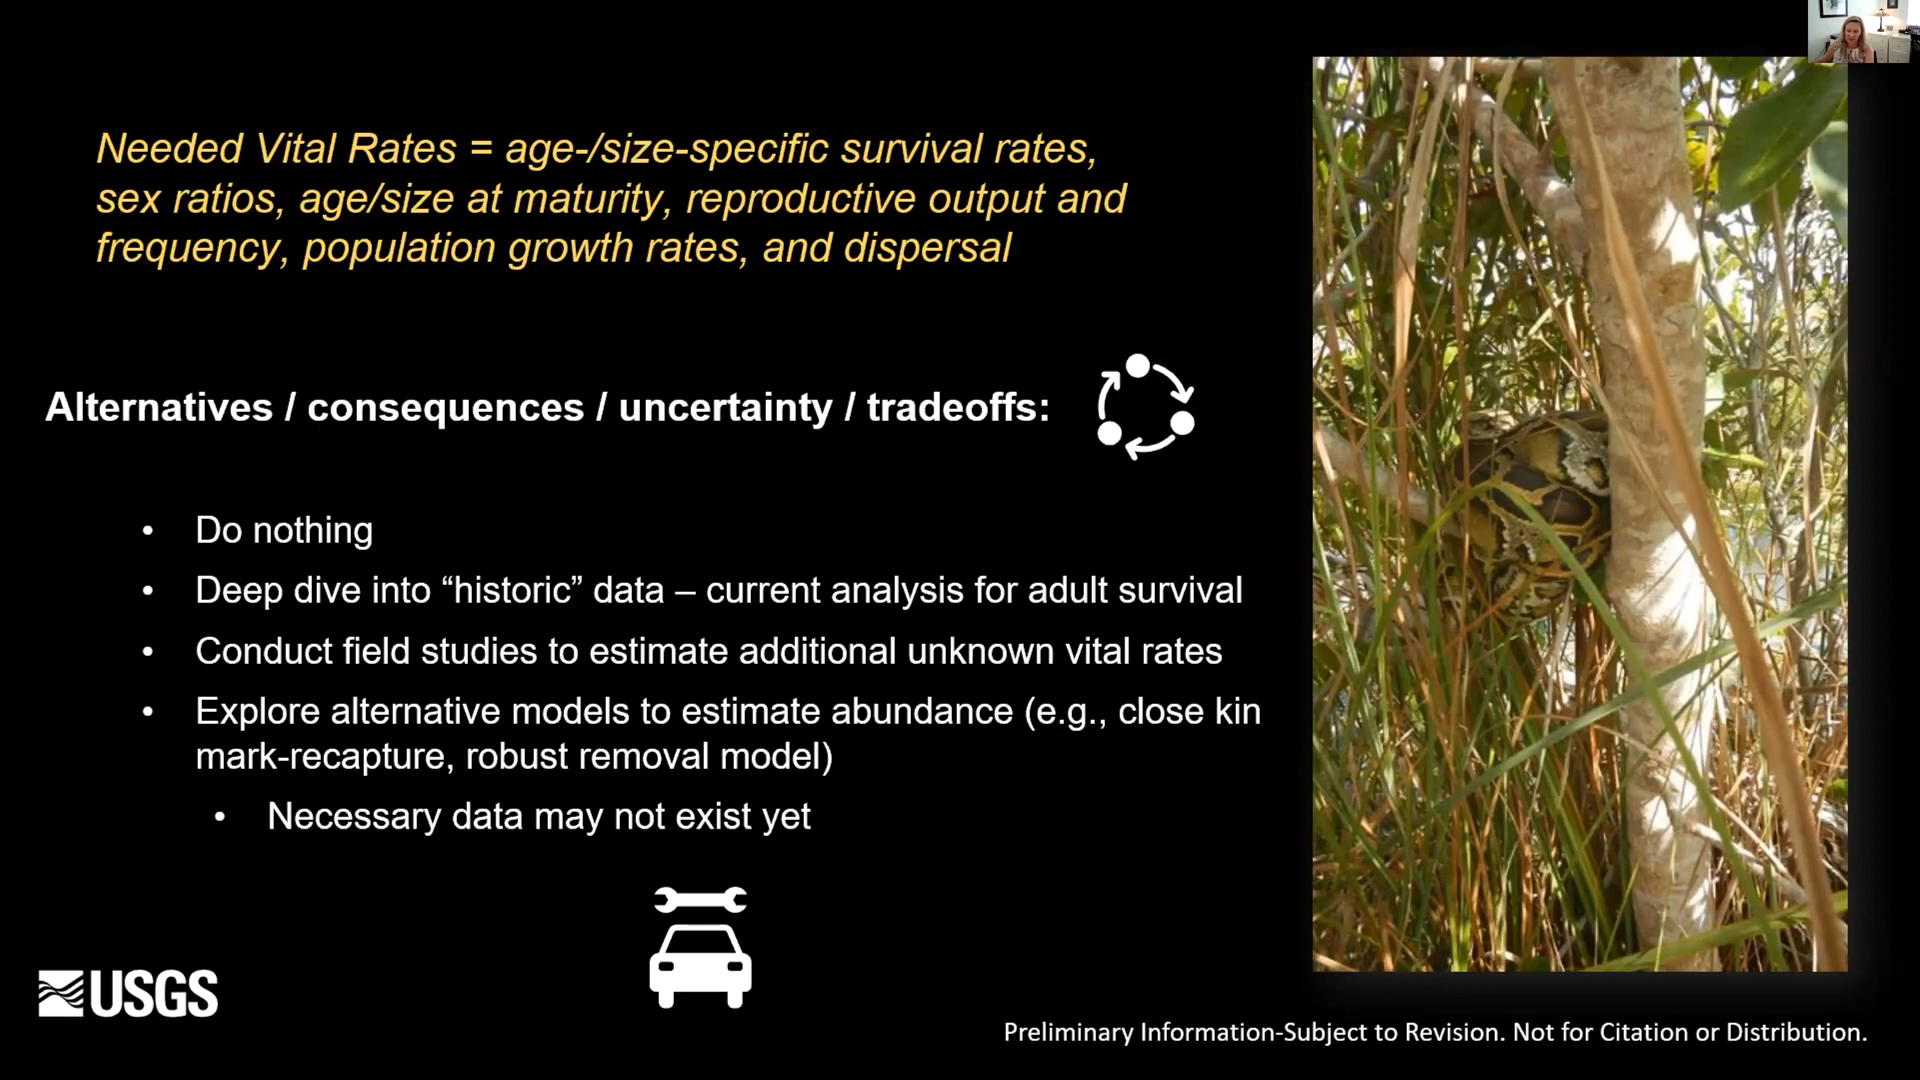 Needed Vital Rates = age-/size-specific survival rates,
sex ratios, age/size at maturity, reproductive output and
frequency, population growth rates, and dispersal
Alternatives / consequences / uncertainty / tradeoffs:
• Do nothing
• Deep dive into “historic” data – current analysis for adult survival
• Conduct field studies to estimate additional unknown vital rates
• Explore alternative models to estimate abundance (e.g., close kin
mark-recapture, robust removal model)
• Necessary data may not exist yet
USGS
Preliminary Information-Subject to Revision. Not for Citation or Distribution.